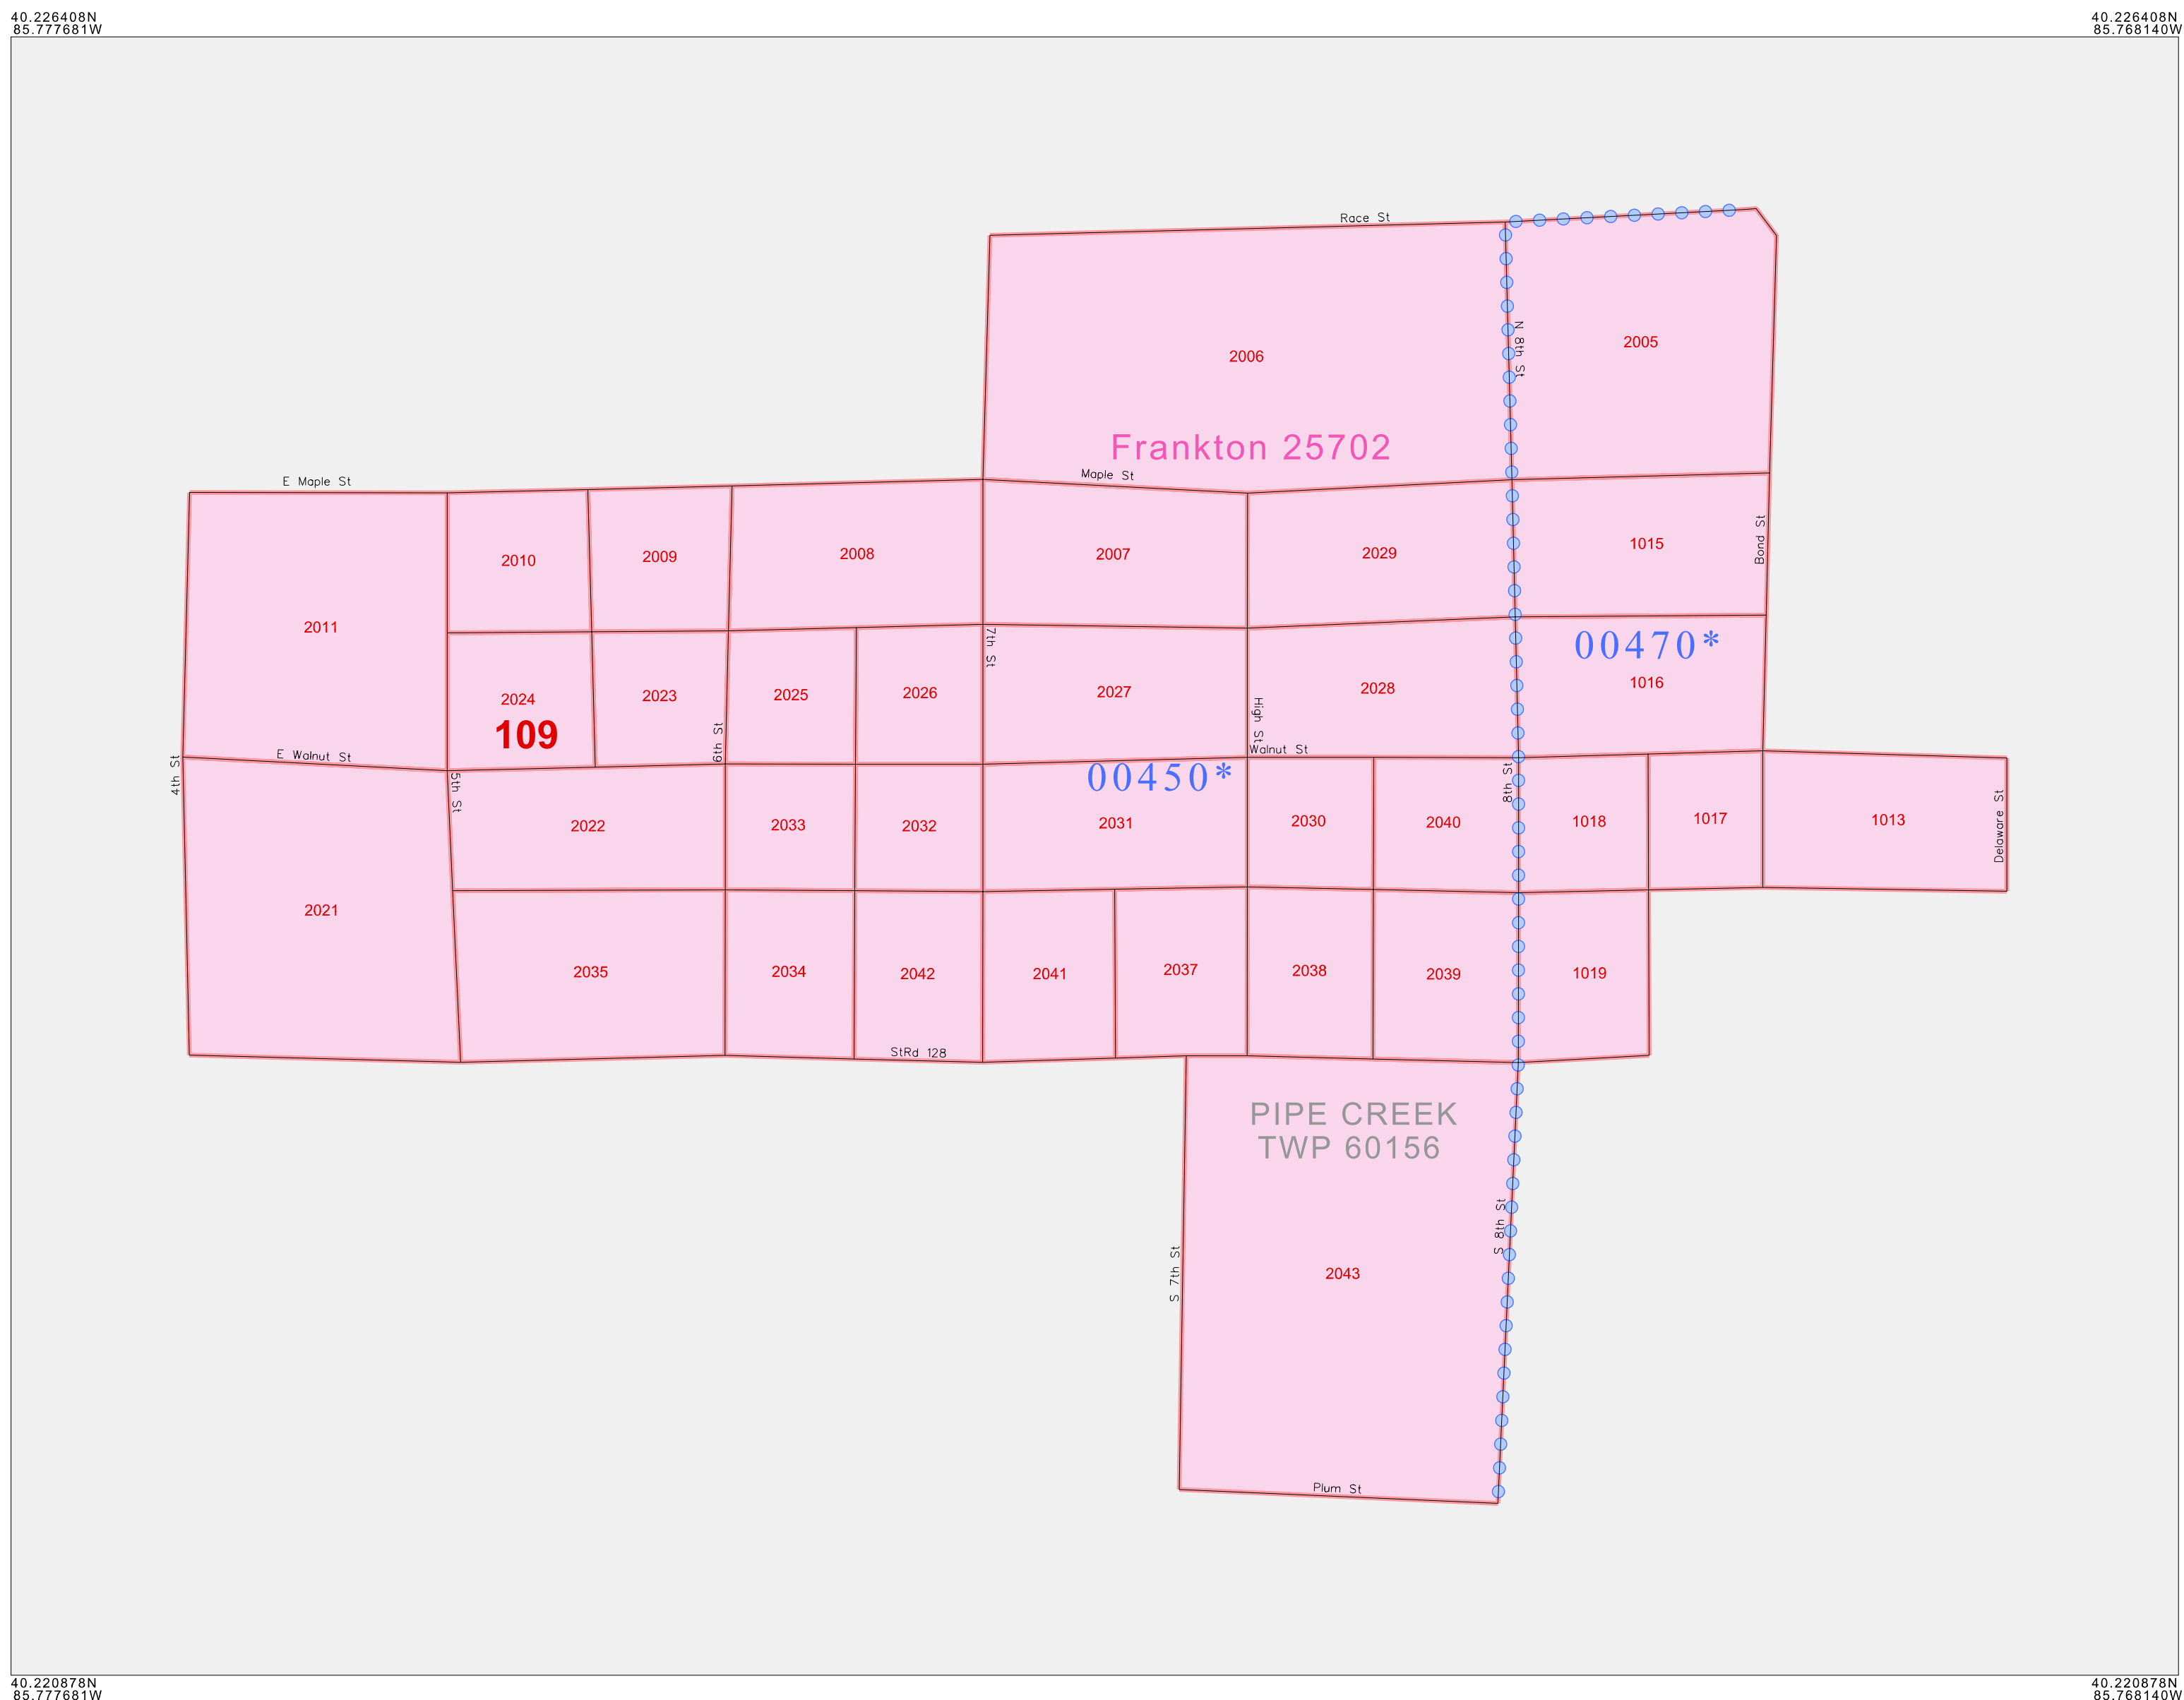 40.226408N
85.777681W
40.226408N
85.768140W
Race St
N 8th St
2005
2006
Frankton 25702
Maple St
E Maple St
Bond St
2010
2009
2008
2007
2029
1015
2011
7th St
00470*
2024
2023
2025
2026
2027
2028
1016
109
6th St
High St
E Walnut St
Walnut St
4th St
5th St
00450*
8th St
Delaware St
2022
2033
2032
2031
2030
2040
1018
1017
1013
2021
2035
2034
2042
2041
2037
2038
2039
1019
StRd 128
PIPE CREEK
TWP 60156
S 8th St
S 7th St
2043
Plum St
40.220878N
85.777681W
40.220878N
85.768140W